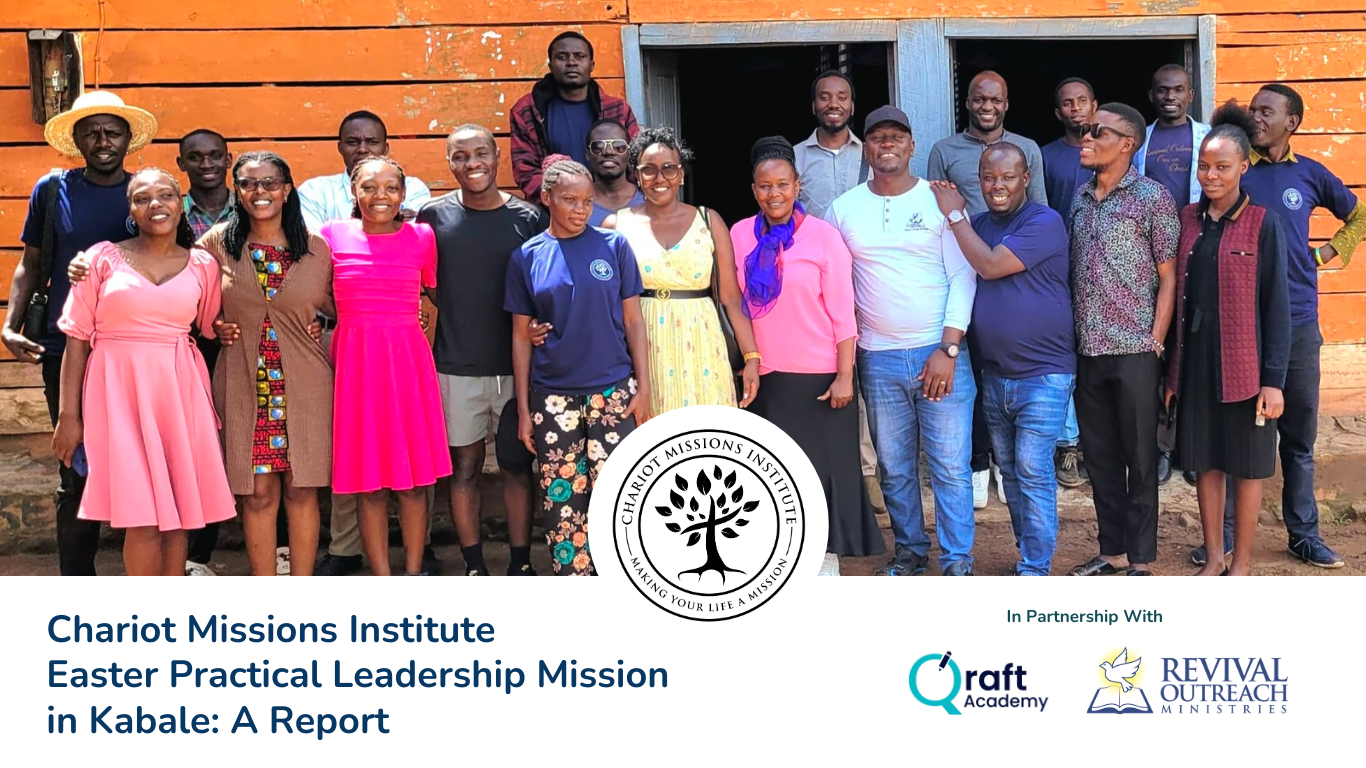 CHARIOT MISSIONS INSTITUTE
MAKING YOUR LIFE A MISSION
Chariot Missions Institute
Easter Practical Leadership Mission
in Kabale: A Report
In Partnership With
Qraft
Academy
REVIVAL
OUTREACH
MINISTRIES